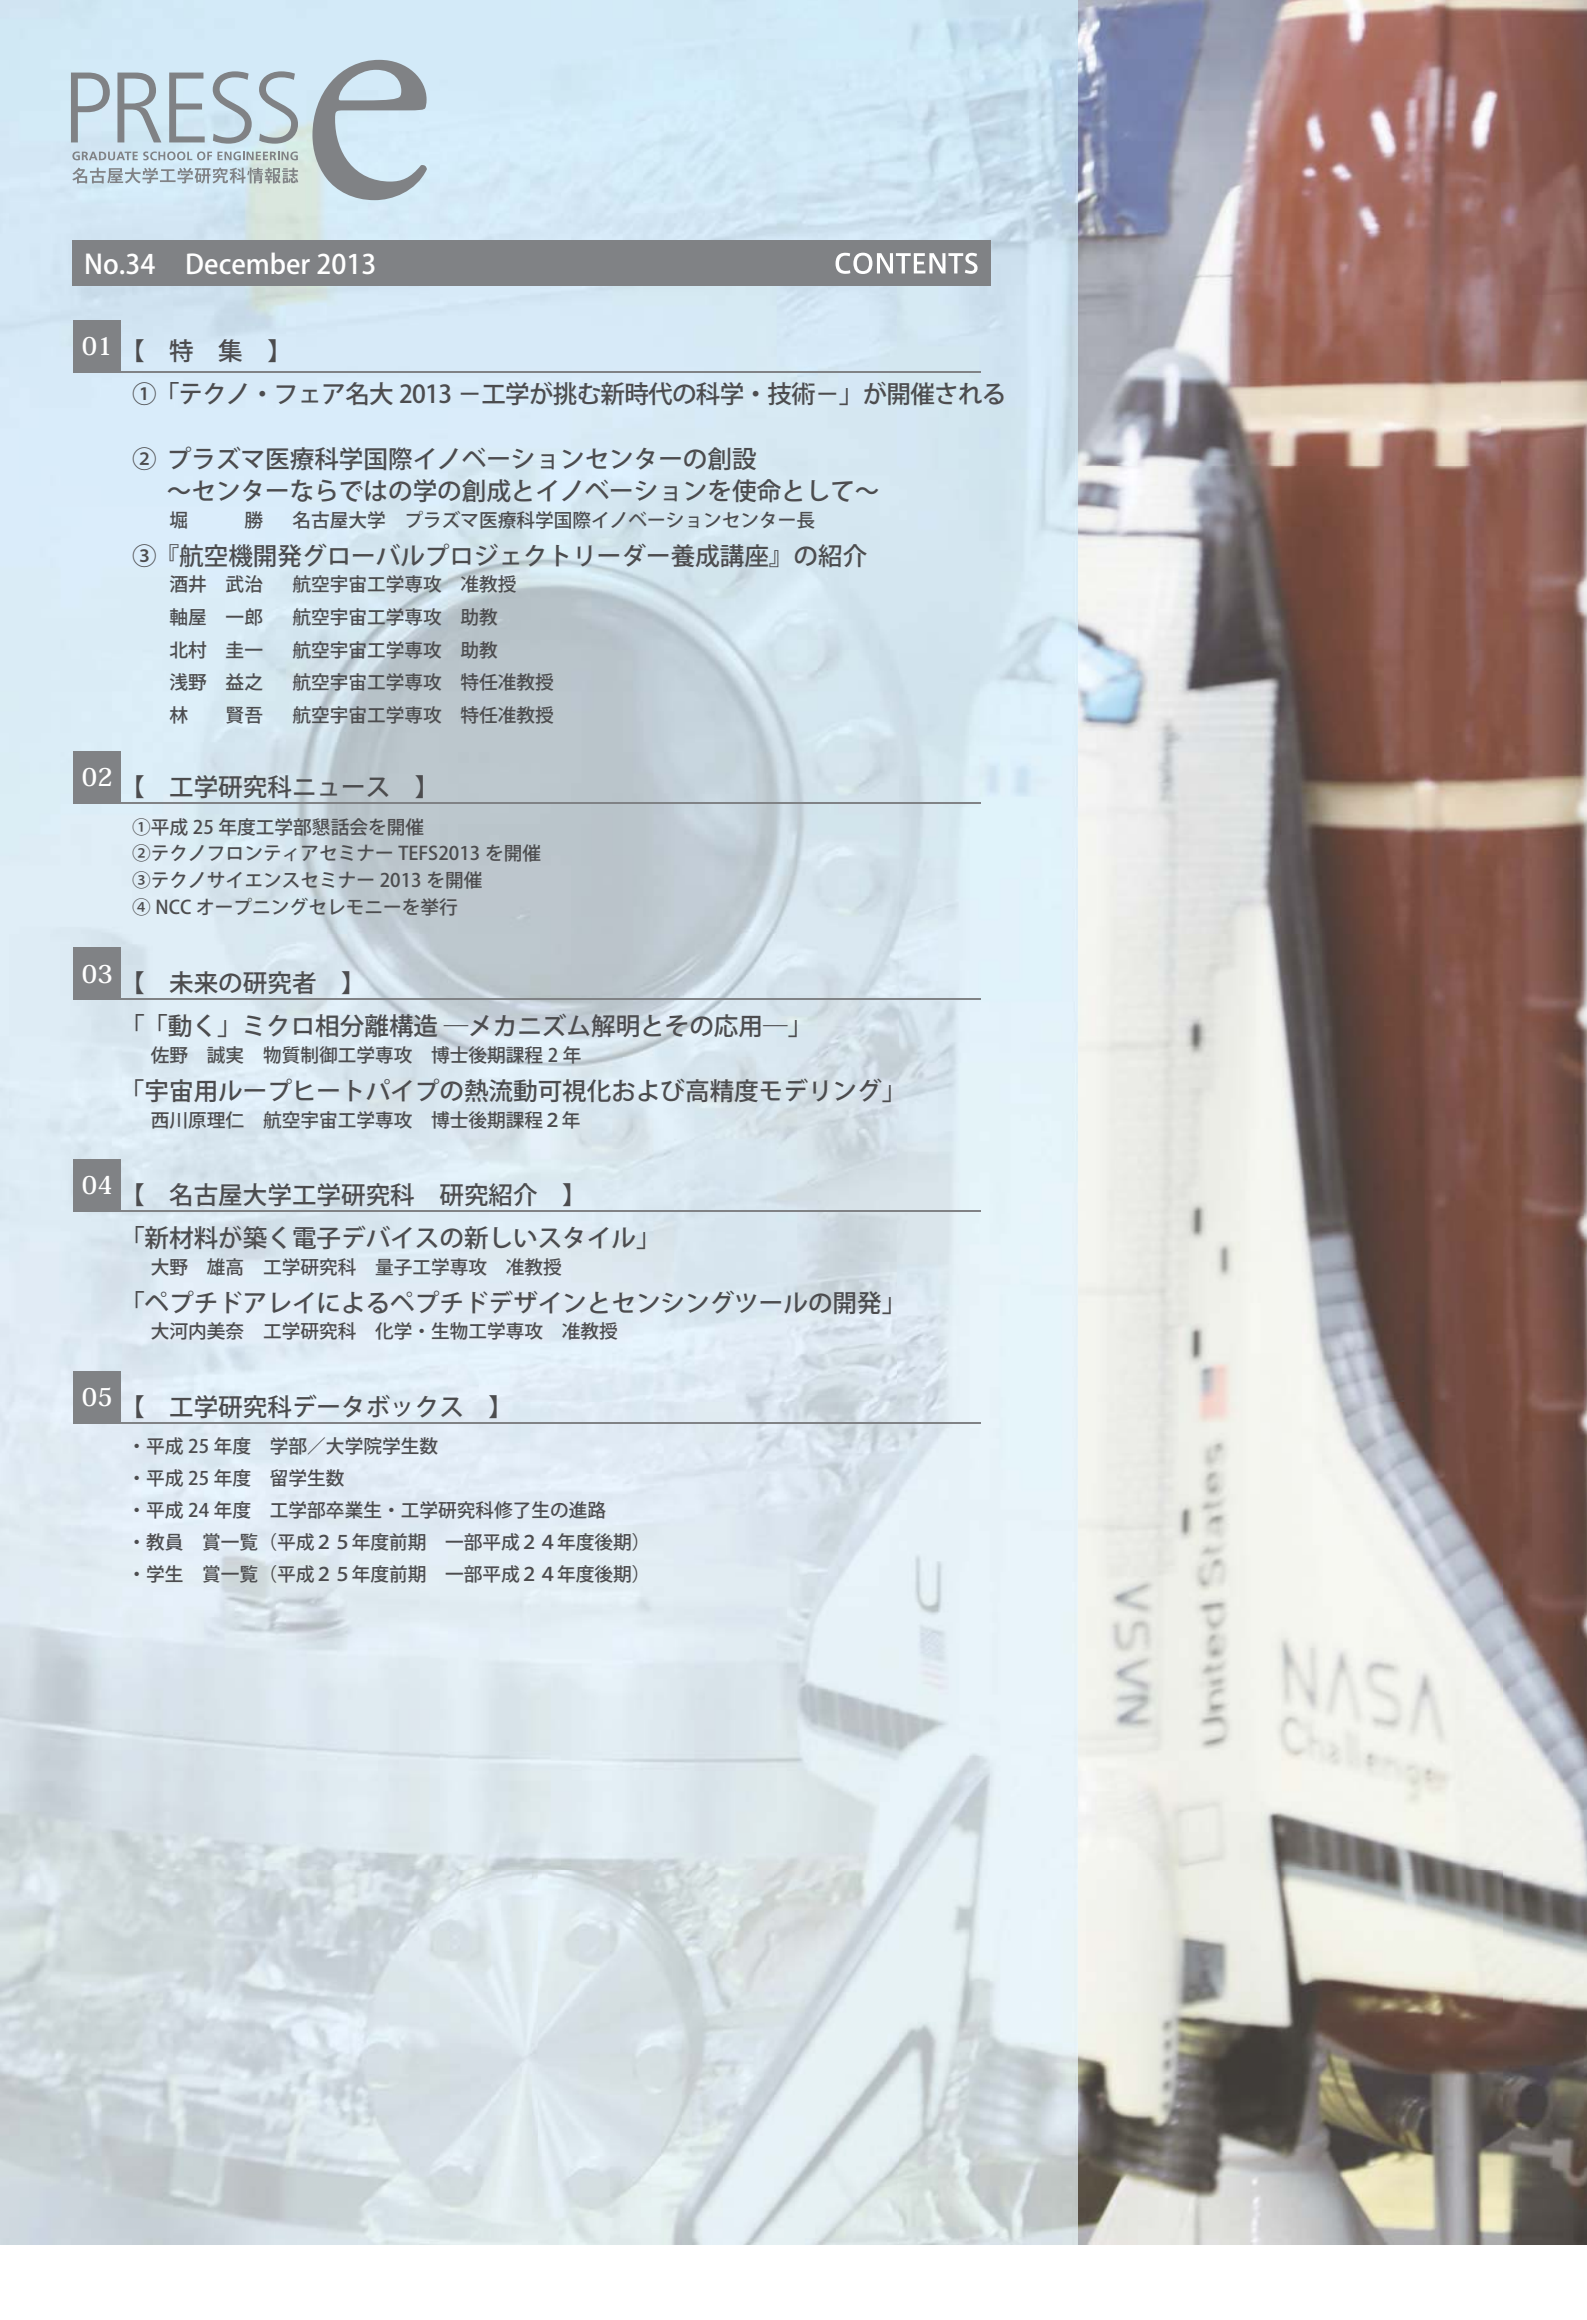 PRESS e
GRADUATE SCHOOL OF ENGINEERING
名古屋大学工学研究科情報誌
No.34 December 2013 CONTENTS
01 【 特 集 】
①「テクノ・フェア名大 2013 －工学が挑む新時代の科学・技術－」が開催される
② プラズマ医療科学国際イノベーションセンターの創設
～センターならではの学の創成とイノベーションを使命として～
堀 勝 名古屋大学 プラズマ医療科学国際イノベーションセンター長
③『航空機開発グローバルプロジェクトリーダー養成講座』の紹介
酒井 武治 航空宇宙工学専攻 准教授
軸屋 一郎 航空宇宙工学専攻 助教
北村 圭一 航空宇宙工学専攻 助教
浅野 益之 航空宇宙工学専攻 特任准教授
林 賢吾 航空宇宙工学専攻 特任准教授
02 【 工学研究科ニュース 】
①平成 25 年度工学部懇話会を開催
②テクノフロンティアセミナー TEFS2013 を開催
③テクノサイエンスセミナー 2013 を開催
④ NCC オープニングセレモニーを挙行
03 【 未来の研究者 】
「「動く」ミクロ相分離構造 ―メカニズム解明とその応用―」
佐野 誠実 物質制御工学専攻 博士後期課程 2 年
「宇宙用ループヒートパイプの熱流動可視化および高精度モデリング」
西川原理仁 航空宇宙工学専攻 博士後期課程２年
04 【 名古屋大学工学研究科 研究紹介 】
「新材料が築く電子デバイスの新しいスタイル」
大野 雄高 工学研究科 量子工学専攻 准教授
「ペプチドアレイによるペプチドデザインとセンシングツールの開発」
大河内美奈 工学研究科 化学・生物工学専攻 准教授
05 【 工学研究科データボックス 】
・平成 25 年度 学部／大学院学生数
・平成 25 年度 留学生数
・平成 24 年度 工学部卒業生・工学研究科修了生の進路
・教員 賞一覧（平成２５年度前期 一部平成２４年度後期）
・学生 賞一覧（平成２５年度前期 一部平成２４年度後期）
U
NASA
United States
NASA
Challenger